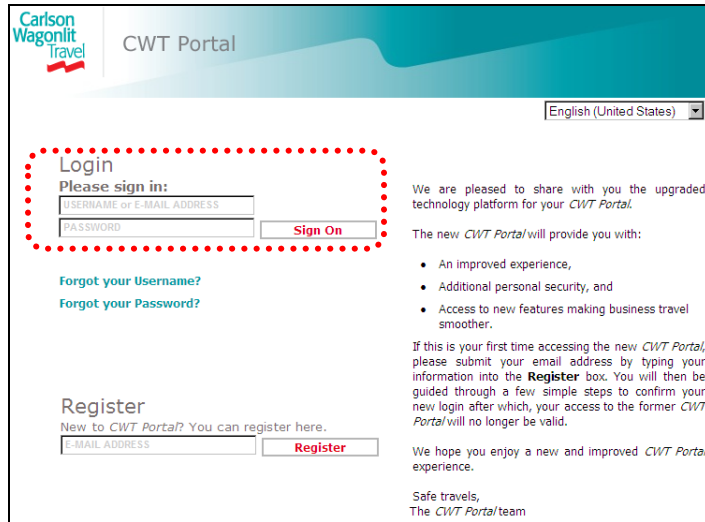 Carlson
Wagonlit
Travel
CWT Portal
English (United States)
Login
Please sign in:
USERNAME or E-MAIL ADDRESS
PASSWORD
Sign On
Forgot your Username?
Forgot your Password?
Register
New to CWT Portal? You can register here.
E-MAIL ADDRESS
Register
We are pleased to share with you the upgraded
technology platform for your CWT Portal.
The new CWT Portal will provide you with:
• An improved experience,
• Additional personal security, and
• Access to new features making business travel
smoother.
If this is your first time accessing the new CWT Portal,
please submit your email address by typing your
information into the Register box. You will then be
guided through a few simple steps to confirm your
new login after which, your access to the former CWT
Portal will no longer be valid.
We hope you enjoy a new and improved CWT Portal
experience.
Safe travels,
The CWT Portal team